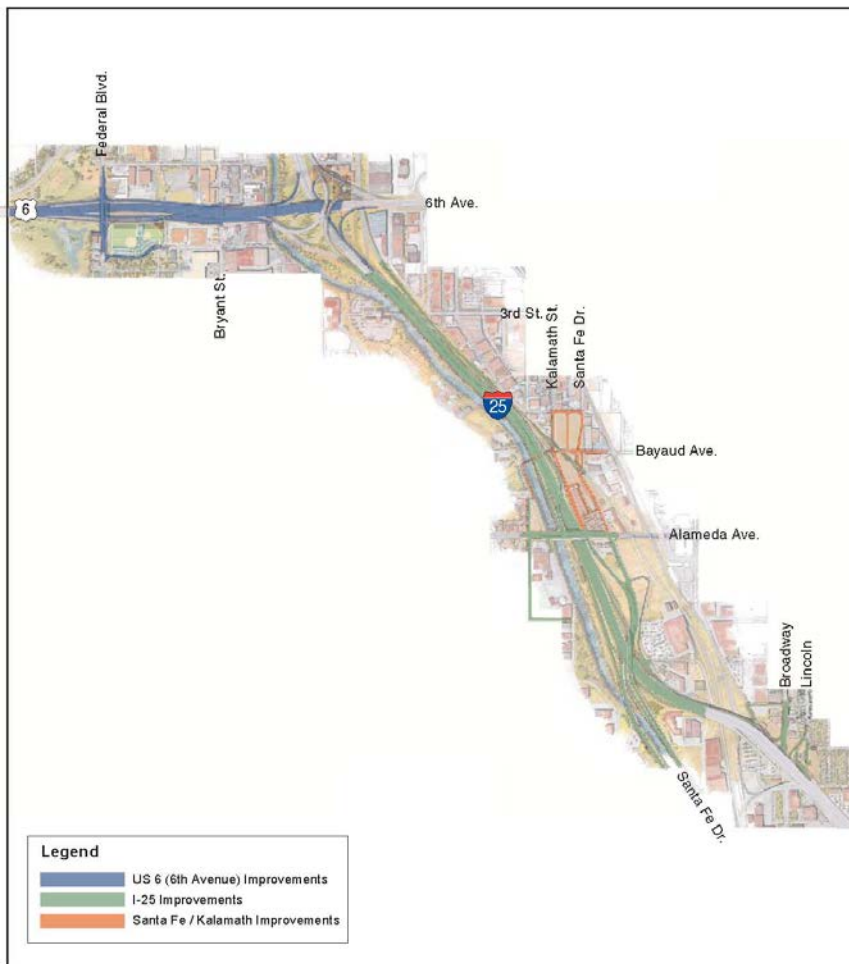 Federal Blvd.
6
6th Ave.
Bryant St.
3rd St.
Kalamath St.
Santa Fe Dr.
25
Bayaud Ave.
Alameda Ave.
Broadway
Lincoln
Santa Fe Dr.
Legend
US 6 (6th Avenue) Improvements
I-25 Improvements
Santa Fe / Kalamath Improvements